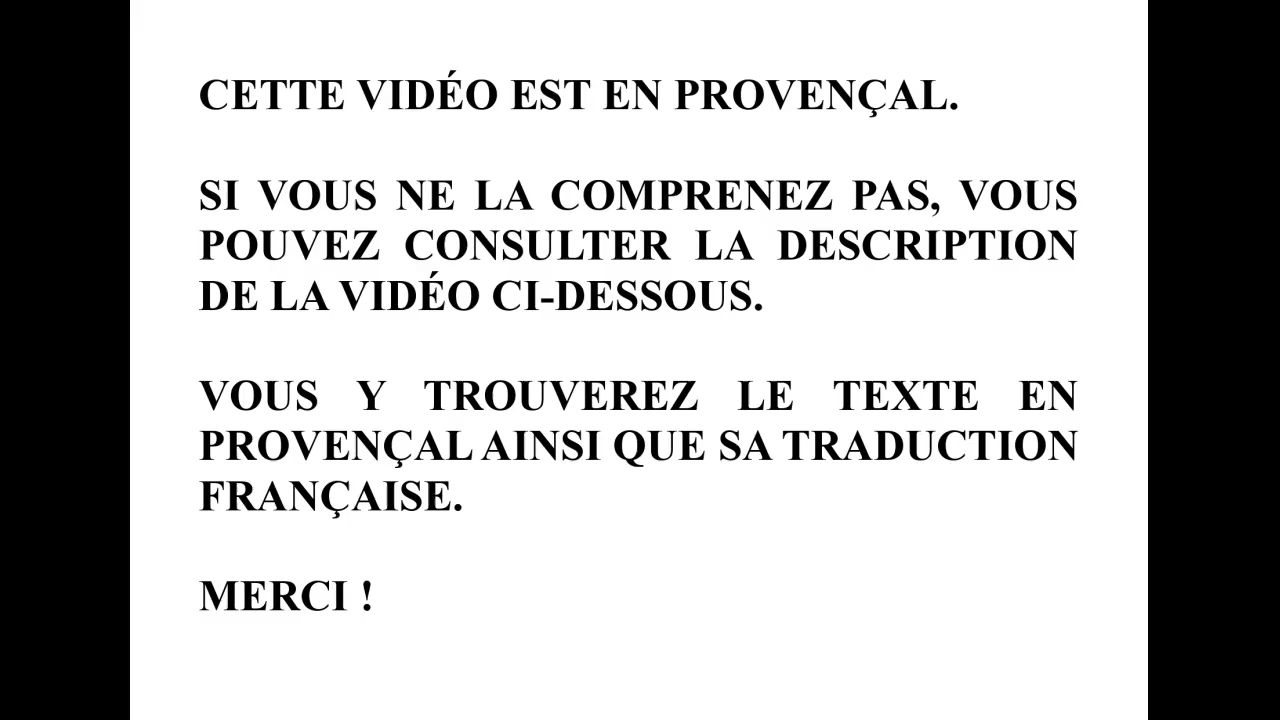 CETTE VIDÉO EST EN PROVENÇAL.
SI VOUS NE LA COMPRENEZ PAS, VOUS
POUVEZ CONSULTER LA DESCRIPTION
DE LA VIDÉO CI-DESSOUS.
VOUS Y TROUVEREZ LE TEXTE EN
PROVENÇAL AINSI QUE SA TRADUCTION
FRANÇAISE.
MERCI !